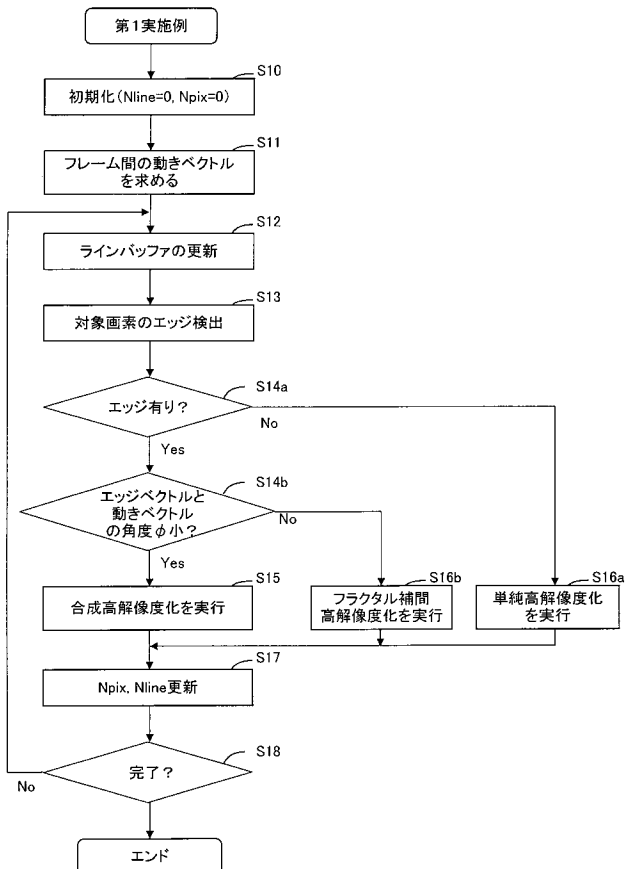 第1実施例
S10
初期化(Nline=0, Npix=0)
S11
フレーム間の動きベクトル
を求める
S12
ラインバッファの更新
S13
対象画素のエッジ検出
S14a
エッジ有り?
No
Yes
S14b
エッジベクトルと
動きベクトル
の角度φ小?
No
Yes
S15
合成高解像度化を実行
S16b
フラクタル補間
高解像度化を実行
S16a
単純高解像度化
を実行
S17
Npix, Nline更新
S18
完了?
No
エンド